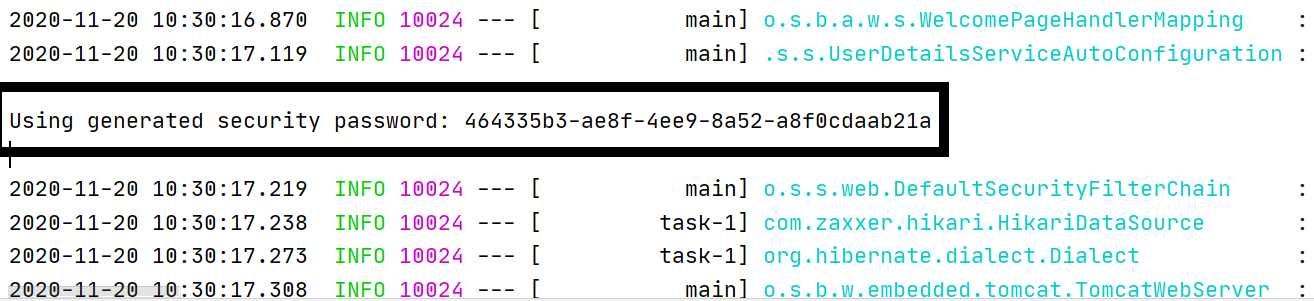 2020-11-20 10:30:16.870  INFO 10024 --- [           main] o.s.b.a.w.s.WelcomePageHandlerMapping    :
2020-11-20 10:30:17.119  INFO 10024 --- [           main] .s.s.UserDetailsServiceAutoConfiguration :
Using generated security password: 464335b3-ae8f-4ee9-8a52-a8f0cdaab21a
2020-11-20 10:30:17.219  INFO 10024 --- [           main] o.s.s.web.DefaultSecurityFilterChain     :
2020-11-20 10:30:17.238  INFO 10024 --- [         task-1] com.zaxxer.hikari.HikariDataSource       :
2020-11-20 10:30:17.273  INFO 10024 --- [         task-1] org.hibernate.dialect.Dialect            :
2020-11-20 10:30:17.308  INFO 10024 --- [           main] o.s.b.w.embedded.tomcat.TomcatWebServer  :